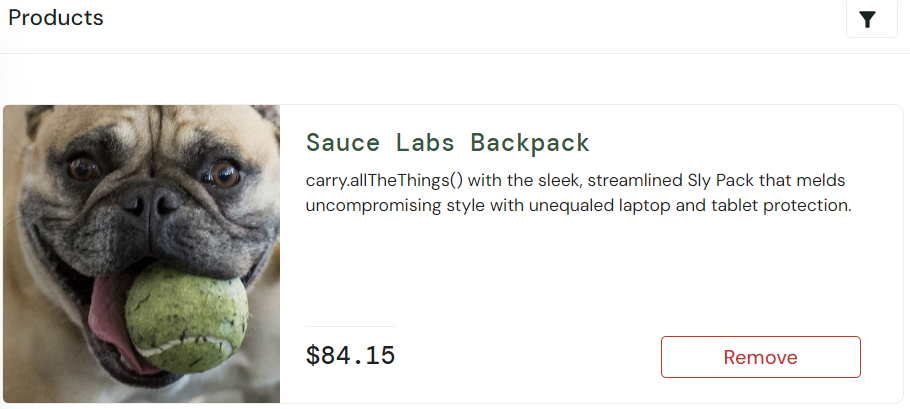 Products
Sauce Labs Backpack
carry.allTheThings() with the sleek, streamlined Sly Pack that melds
uncompromising style with unequaled laptop and tablet protection.
$84.15
Remove